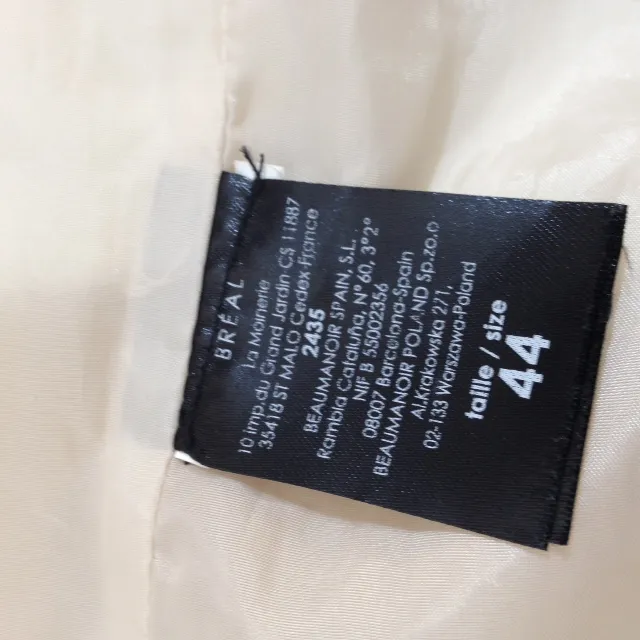 BRÉAL
La Moinerie
10 imp.du Grand Jardin-CS 11887
35418 ST MALO Cedex-France
2435
BEAUMANOIR SPAIN, S.L.
Rambla Cataluña, N° 60, 3°2°
NIF B 55002356
08007 Barcelona-Spain
BEAUMANOIR POLAND Sp.zo.o
Al.Krakowska 271,
02-133 Warszawa-Poland
taille / size
44